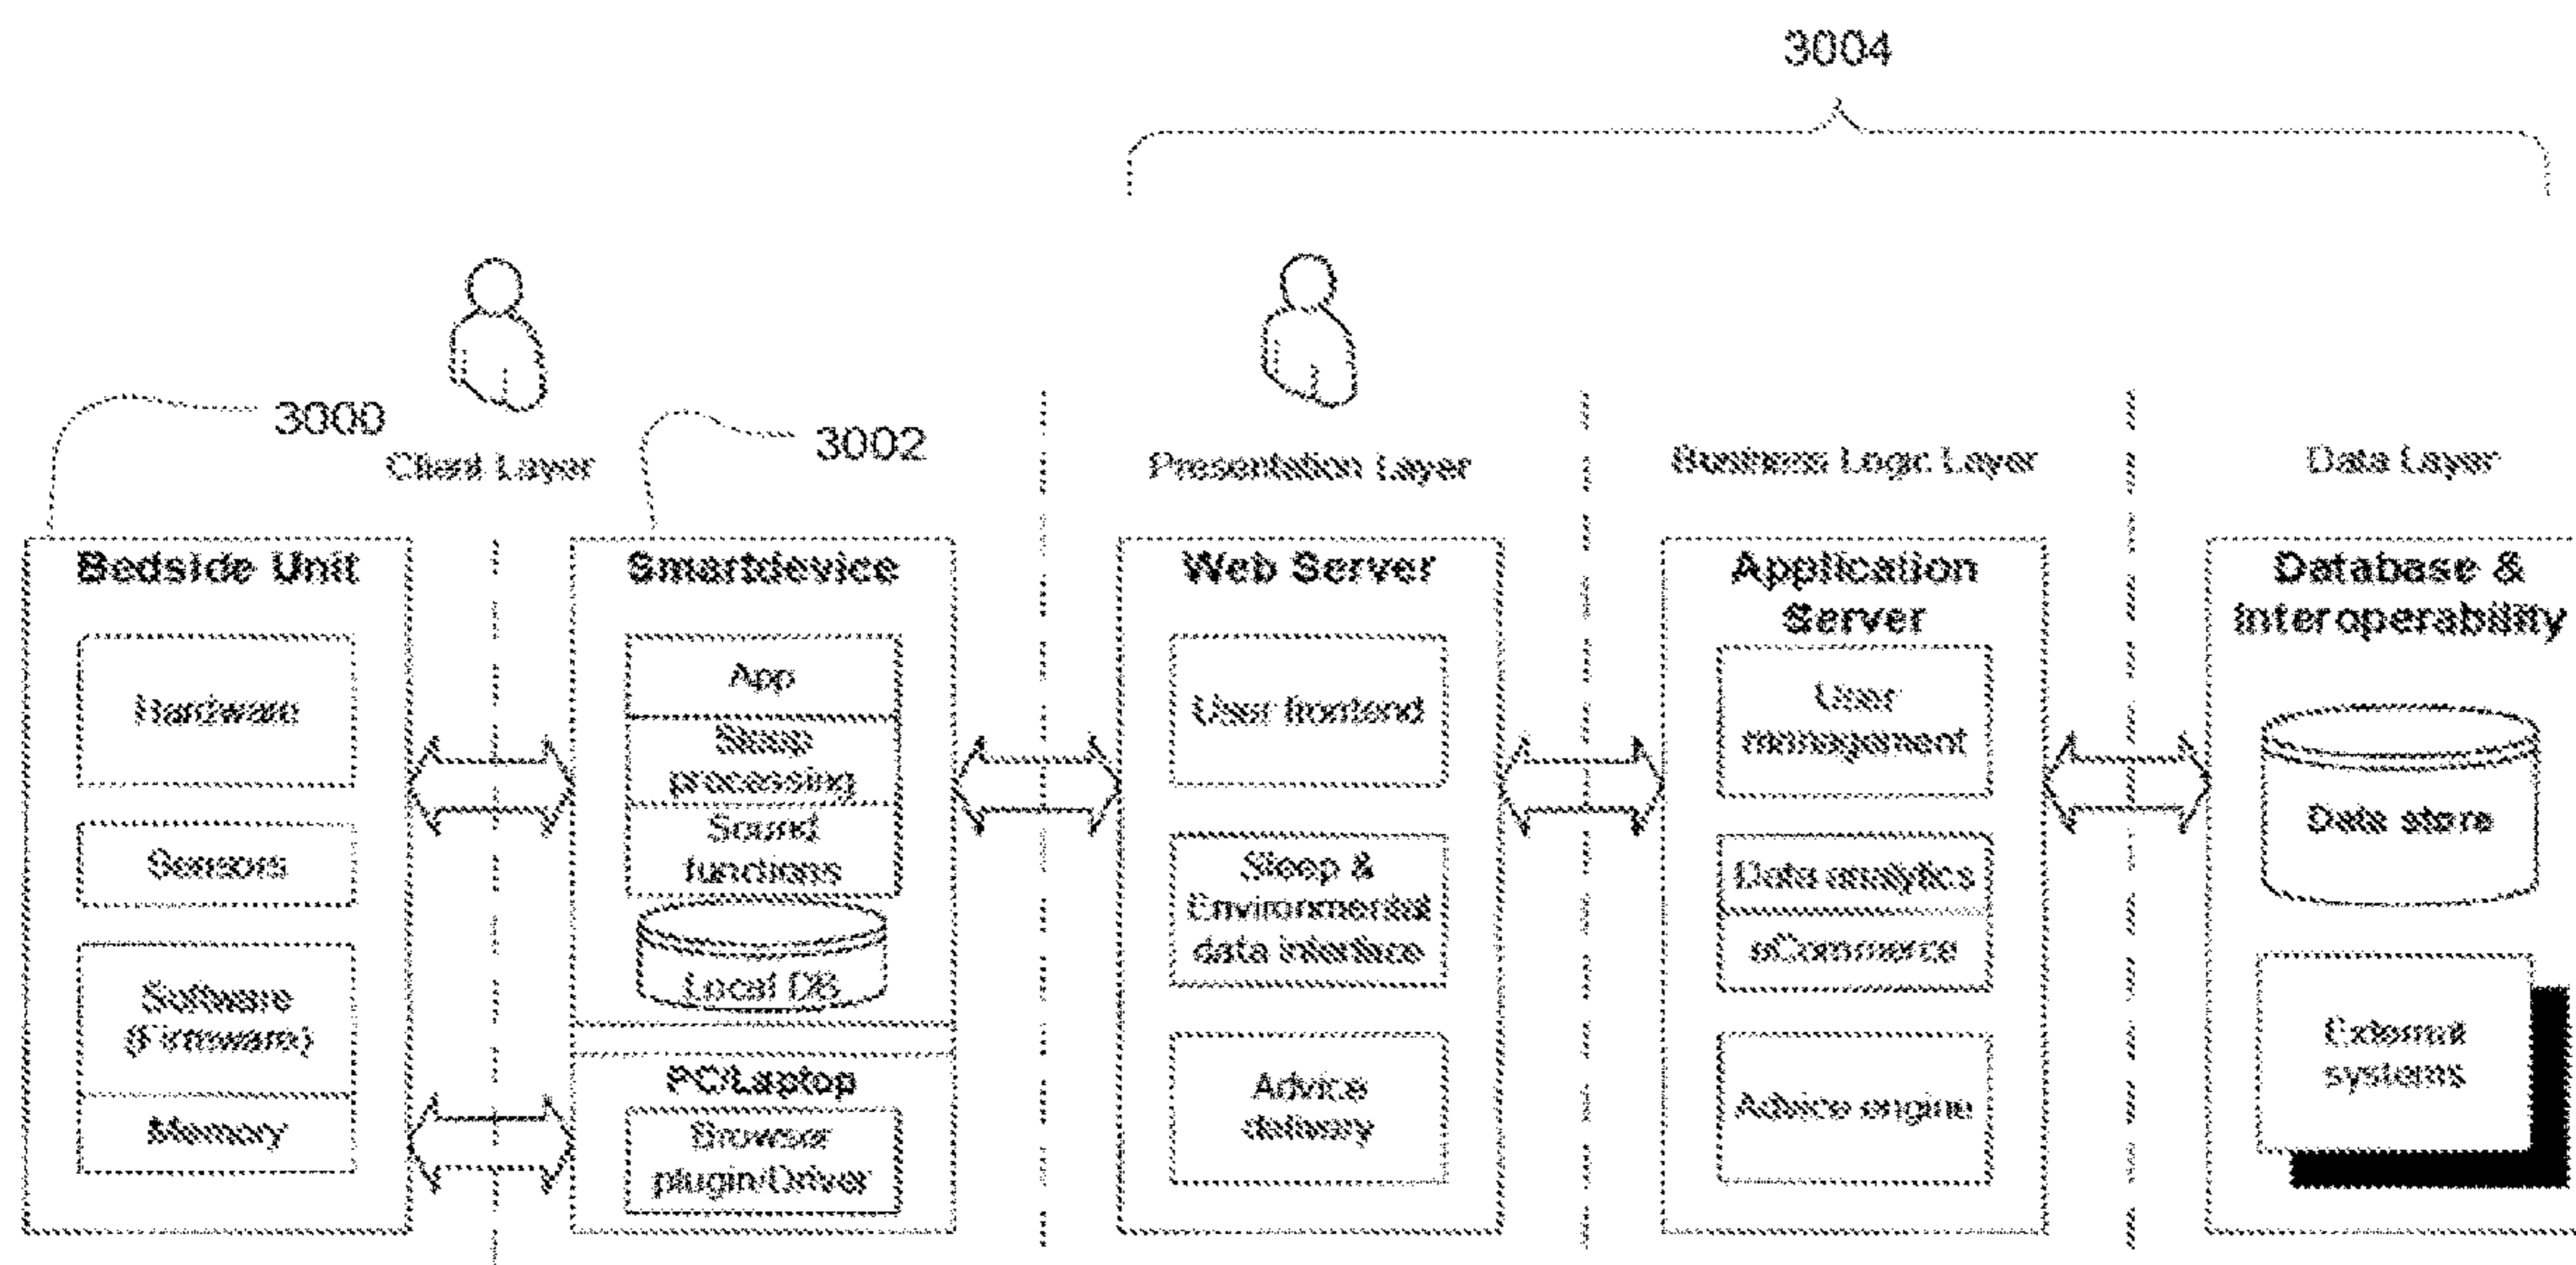 3004
3000
Client Layer
3002
Presentation Layer
Business Logic Layer
Data Layer
Bedside Unit
Hardware
Sensors
Software
(Firmware)
Memory
Smartdevice
App
Sleep
processing
Sound
functions
Local DB
PC/Laptop
Browser
plugin/Driver
Web Server
User frontend
Sleep &
Environmental
data interface
Advice
delivery
Application
Server
User
management
Data analytics
eCommerce
Advice engine
Database &
Interoperability
Data store
External
systems